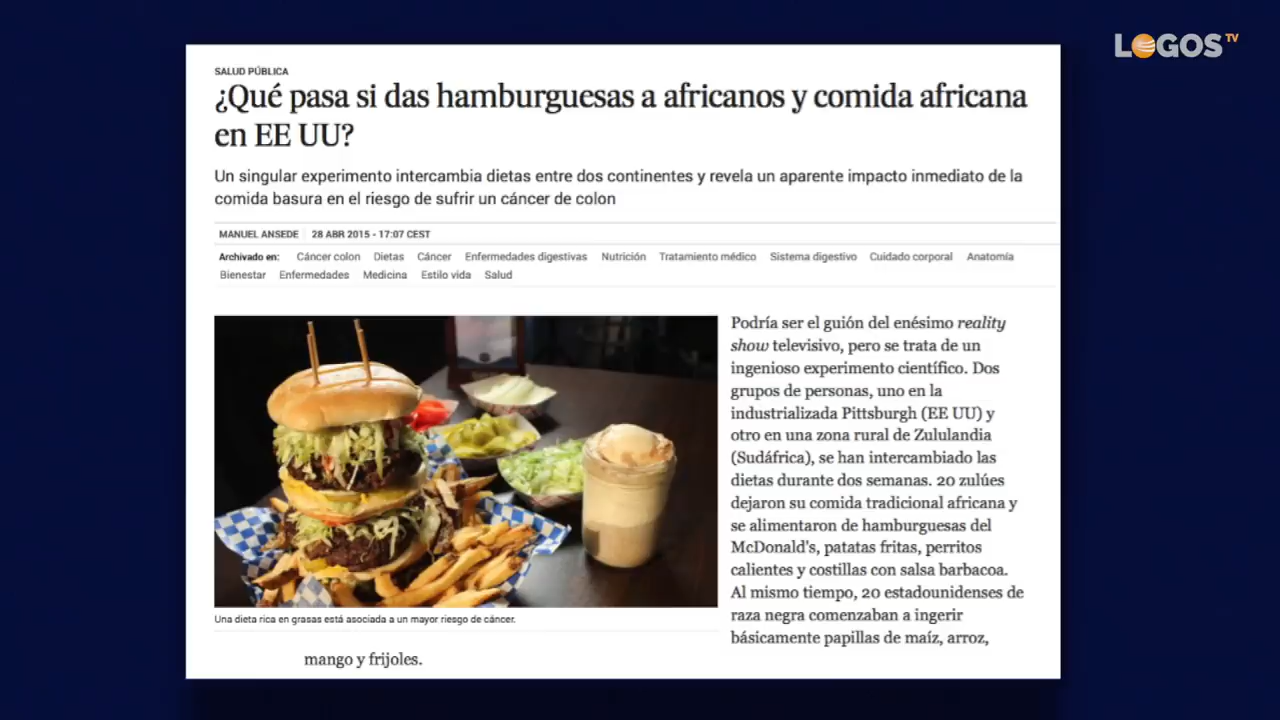 LOGOS TV
SALUD PÚBLICA
¿Qué pasa si das hamburguesas a africanos y comida africana
en EE UU?
Un singular experimento intercambia dietas entre dos continentes y revela un aparente impacto inmediato de la
comida basura en el riesgo de sufrir un cáncer de colon
MANUEL ANSEDE 28 ABR 2015 - 17:07 CEST
Archivado en: Cáncer colon Dietas Cáncer Enfermedades digestivas Nutrición Tratamiento médico Sistema digestivo Cuidado corporal Anatomía
Bienestar Enfermedades Medicina Estilo vida Salud
Podría ser el guión del enésimo reality
show televisivo, pero se trata de un
ingenioso experimento científico. Dos
grupos de personas, uno en la
industrializada Pittsburgh (EE UU) y
otro en una zona rural de Zululandia
(Sudáfrica), se han intercambiado las
dietas durante dos semanas. 20 zulúes
dejaron su comida tradicional africana y
se alimentaron de hamburguesas del
McDonald's, patatas fritas, perritos
calientes y costillas con salsa barbacoa.
Al mismo tiempo, 20 estadounidenses de
raza negra comenzaban a ingerir
básicamente papillas de maíz, arroz,
mango y frijoles.
Una dieta rica en grasas está asociada a un mayor riesgo de cáncer.